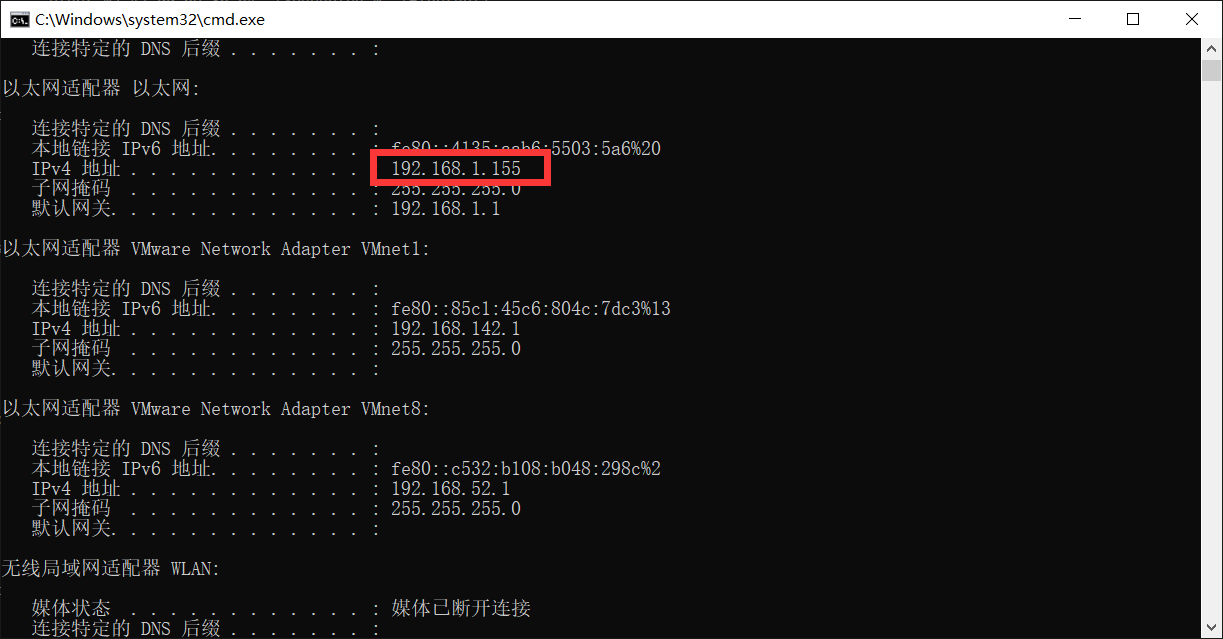 C:\Windows\system32\cmd.exe
连接特定的 DNS 后缀 . . . . . . . :
以太网适配器 以太网:
连接特定的 DNS 后缀 . . . . . . . :
本地链接 IPv6 地址. . . . . . . . : fe80::4135:aab6:5503:5a6%20
IPv4 地址 . . . . . . . . . . . . : 192.168.1.155
子网掩码 . . . . . . . . . . . . : 255.255.255.0
默认网关. . . . . . . . . . . . . : 192.168.1.1
以太网适配器 VMware Network Adapter VMnet1:
连接特定的 DNS 后缀 . . . . . . . :
本地链接 IPv6 地址. . . . . . . . : fe80::85c1:45c6:804c:7dc3%13
IPv4 地址 . . . . . . . . . . . . : 192.168.142.1
子网掩码 . . . . . . . . . . . . : 255.255.255.0
默认网关. . . . . . . . . . . . . :
以太网适配器 VMware Network Adapter VMnet8:
连接特定的 DNS 后缀 . . . . . . . :
本地链接 IPv6 地址. . . . . . . . : fe80::c532:b108:b048:298c%2
IPv4 地址 . . . . . . . . . . . . : 192.168.52.1
子网掩码 . . . . . . . . . . . . : 255.255.255.0
默认网关. . . . . . . . . . . . . :
无线局域网适配器 WLAN:
媒体状态 . . . . . . . . . . . . : 媒体已断开连接
连接特定的 DNS 后缀 . . . . . . . :